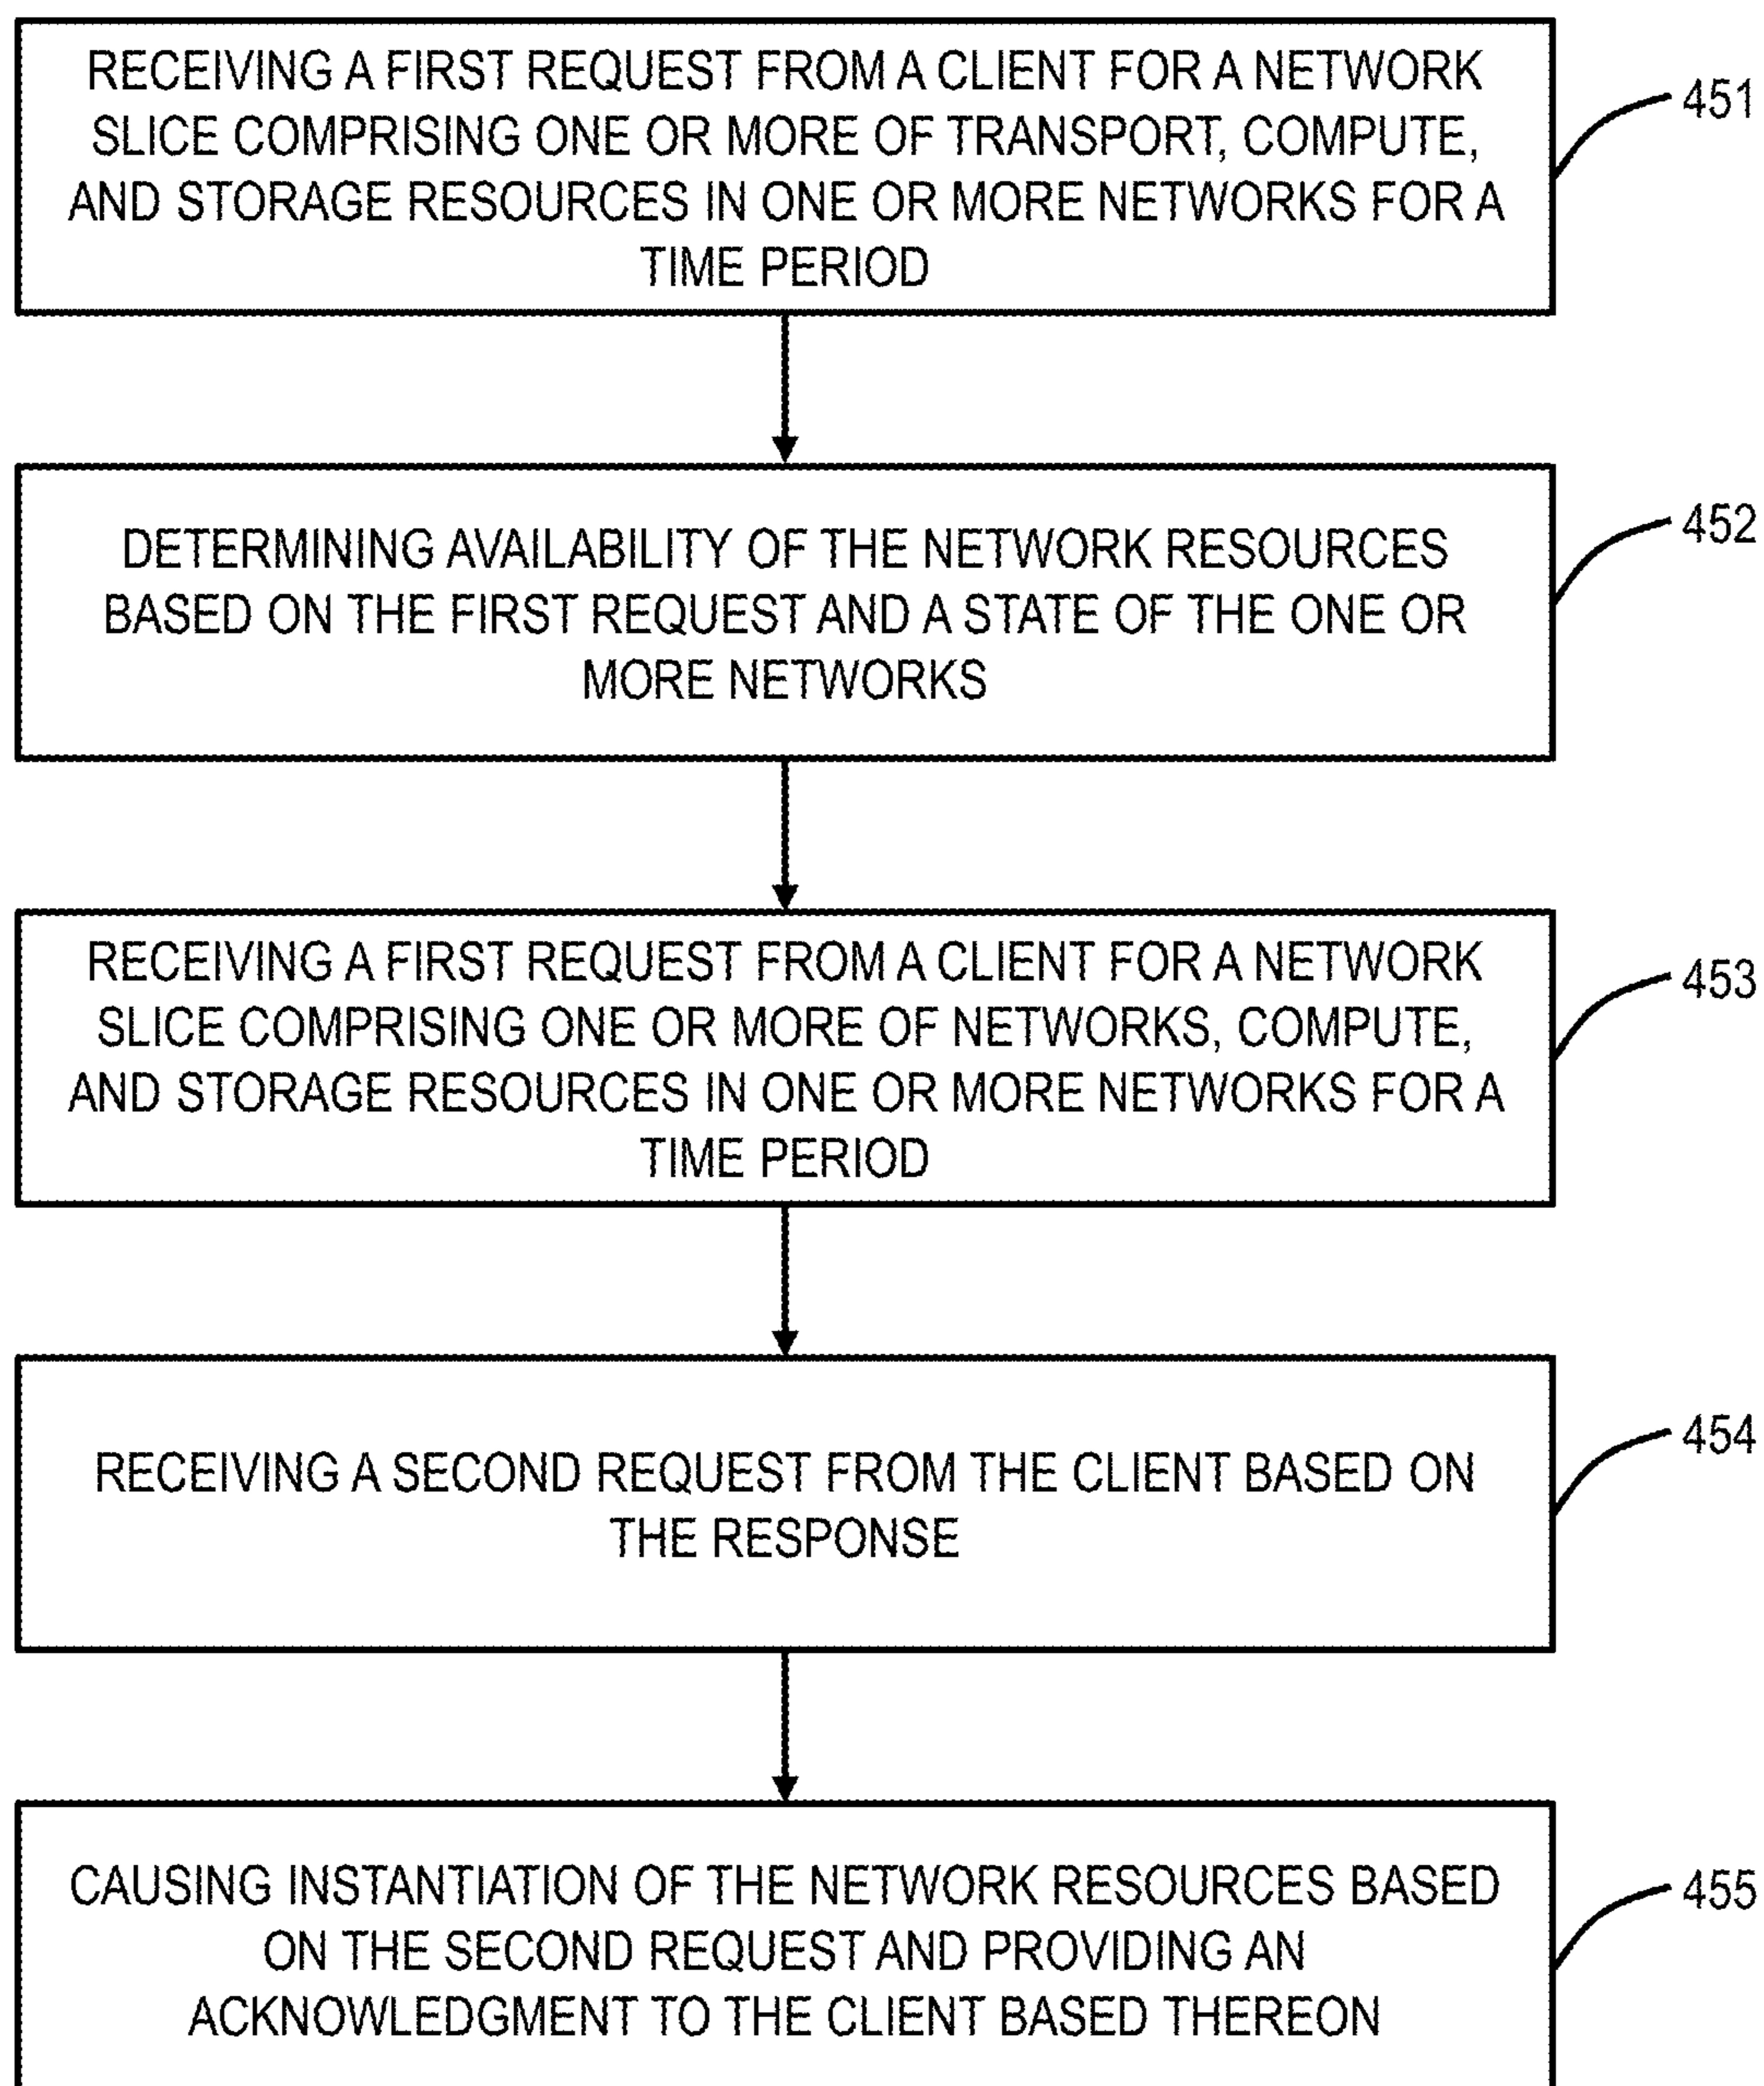 RECEIVING A FIRST REQUEST FROM A CLIENT FOR A NETWORK
SLICE COMPRISING ONE OR MORE OF TRANSPORT, COMPUTE,
AND STORAGE RESOURCES IN ONE OR MORE NETWORKS FOR A
TIME PERIOD
451
DETERMINING AVAILABILITY OF THE NETWORK RESOURCES
BASED ON THE FIRST REQUEST AND A STATE OF THE ONE OR
MORE NETWORKS
452
RECEIVING A FIRST REQUEST FROM A CLIENT FOR A NETWORK
SLICE COMPRISING ONE OR MORE OF NETWORKS, COMPUTE,
AND STORAGE RESOURCES IN ONE OR MORE NETWORKS FOR A
TIME PERIOD
453
RECEIVING A SECOND REQUEST FROM THE CLIENT BASED ON
THE RESPONSE
454
CAUSING INSTANTIATION OF THE NETWORK RESOURCES BASED
ON THE SECOND REQUEST AND PROVIDING AN
ACKNOWLEDGMENT TO THE CLIENT BASED THEREON
455